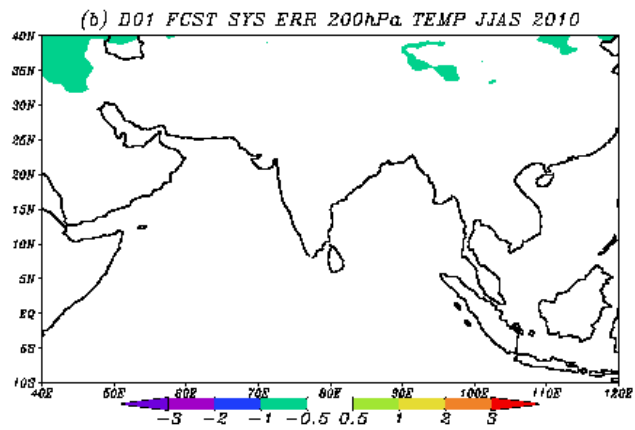 (b) D01 FCST SYS ERR 200hPa TEMP JJAS 2010
40N
35N
30N
25N
20N
15N
10N
5N
EQ
5S
10S
40E 50E 60E 70E 80E 90E 100E 110E 120E
-3 -2 -1 -0.5 0.5 1 2 3